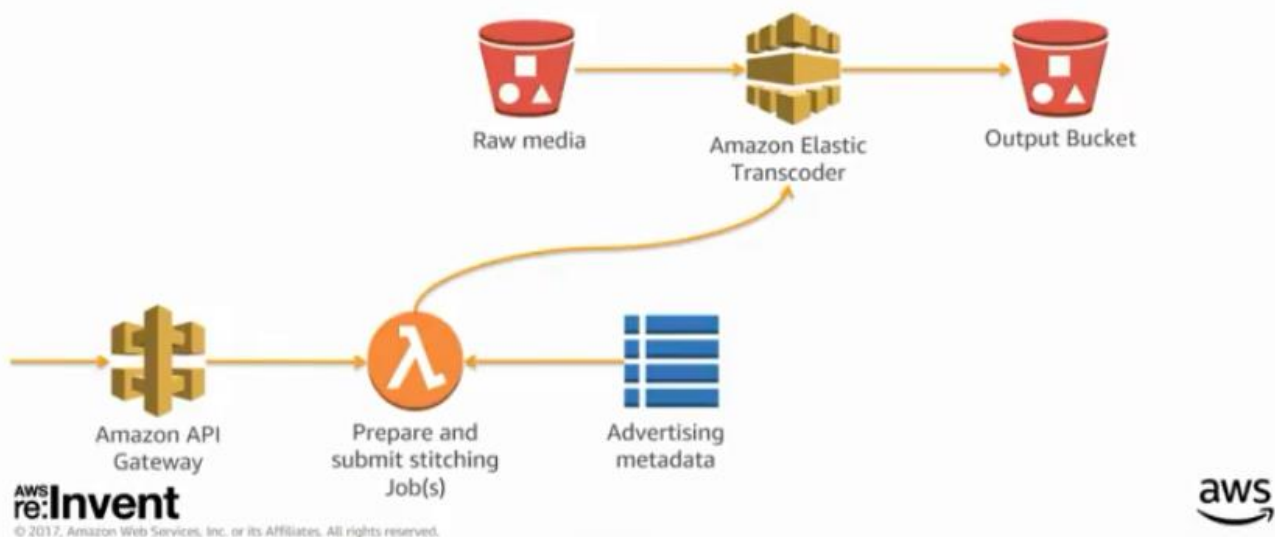 Raw media
Amazon Elastic
Transcoder
Output Bucket
λ
Amazon API
Gateway
Prepare and
submit stitching
Job(s)
Advertising
metadata
AWS
re:Invent
aws
© 2017, Amazon Web Services, Inc. or its Affiliates. All rights reserved.